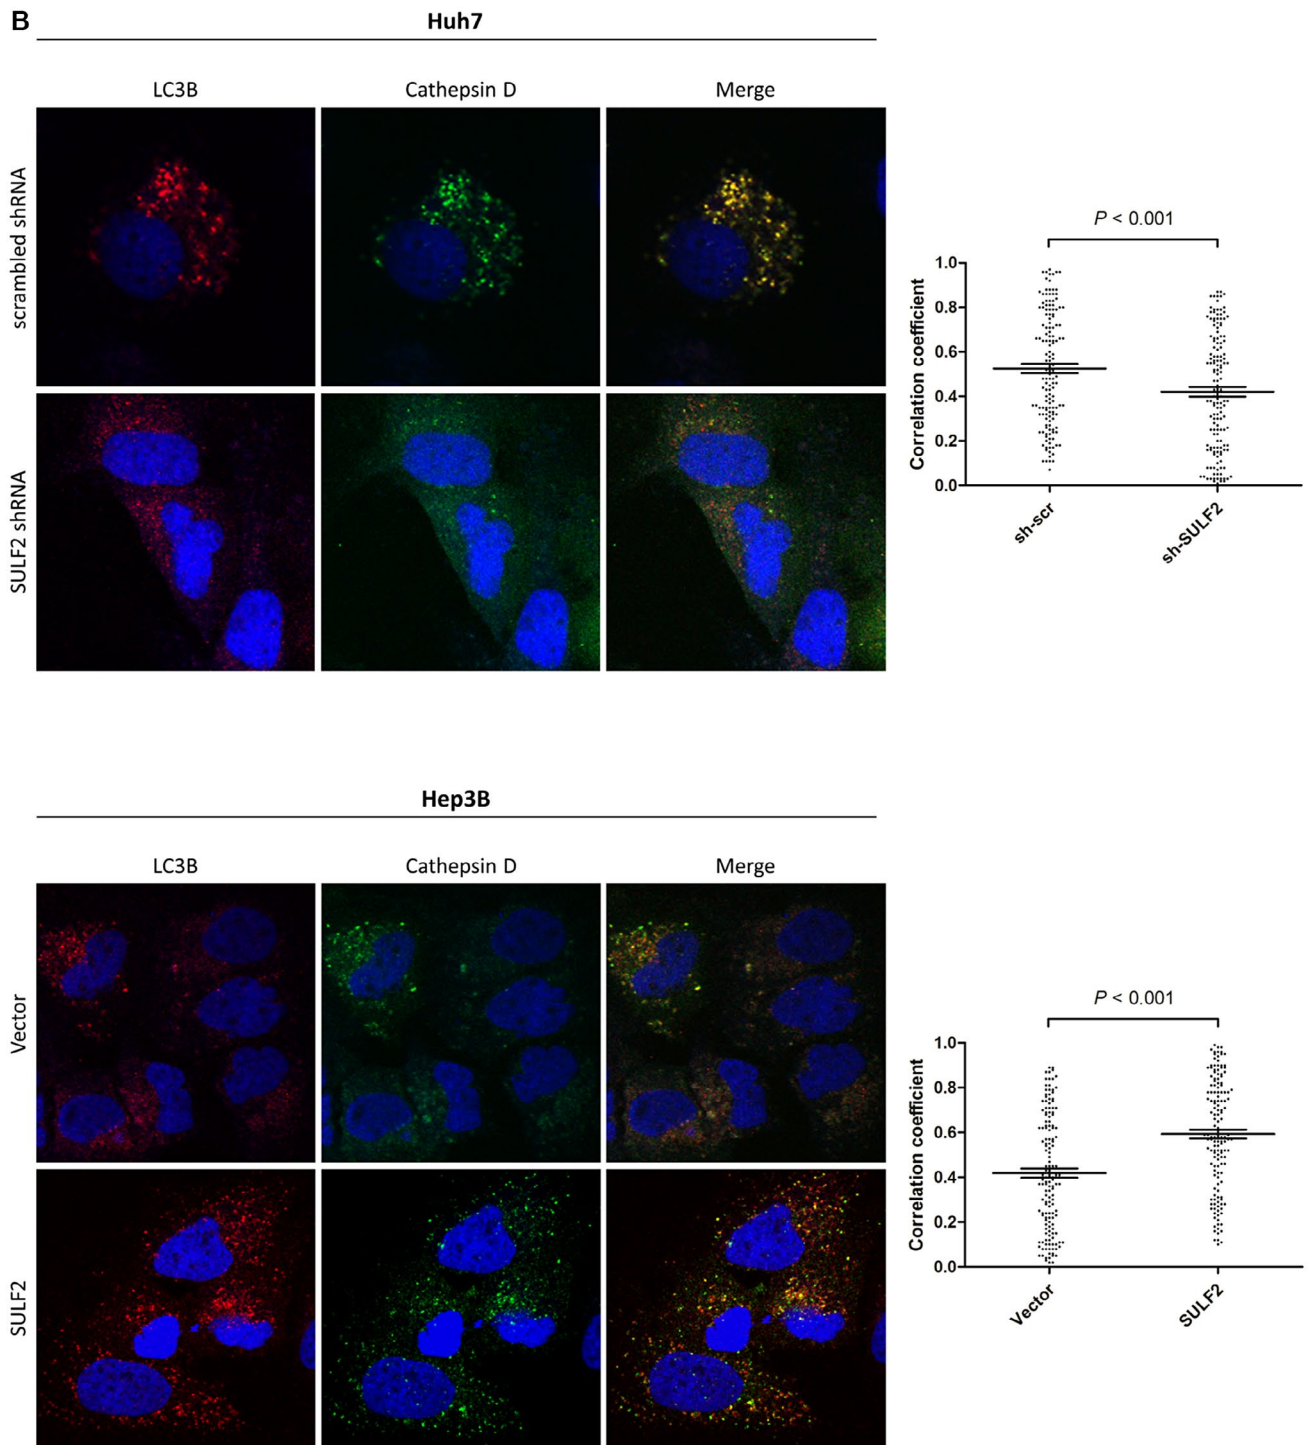 B
Huh7
LC3B Cathepsin D Merge
scrambled shRNA
SULF2 shRNA
P < 0.001
Correlation coefficient
1.0
0.8
0.6
0.4
0.2
0.0
sh-scr sh-SULF2
Hep3B
LC3B Cathepsin D Merge
Vector
SULF2
P < 0.001
Correlation coefficient
1.0
0.8
0.6
0.4
0.2
0.0
Vector SULF2